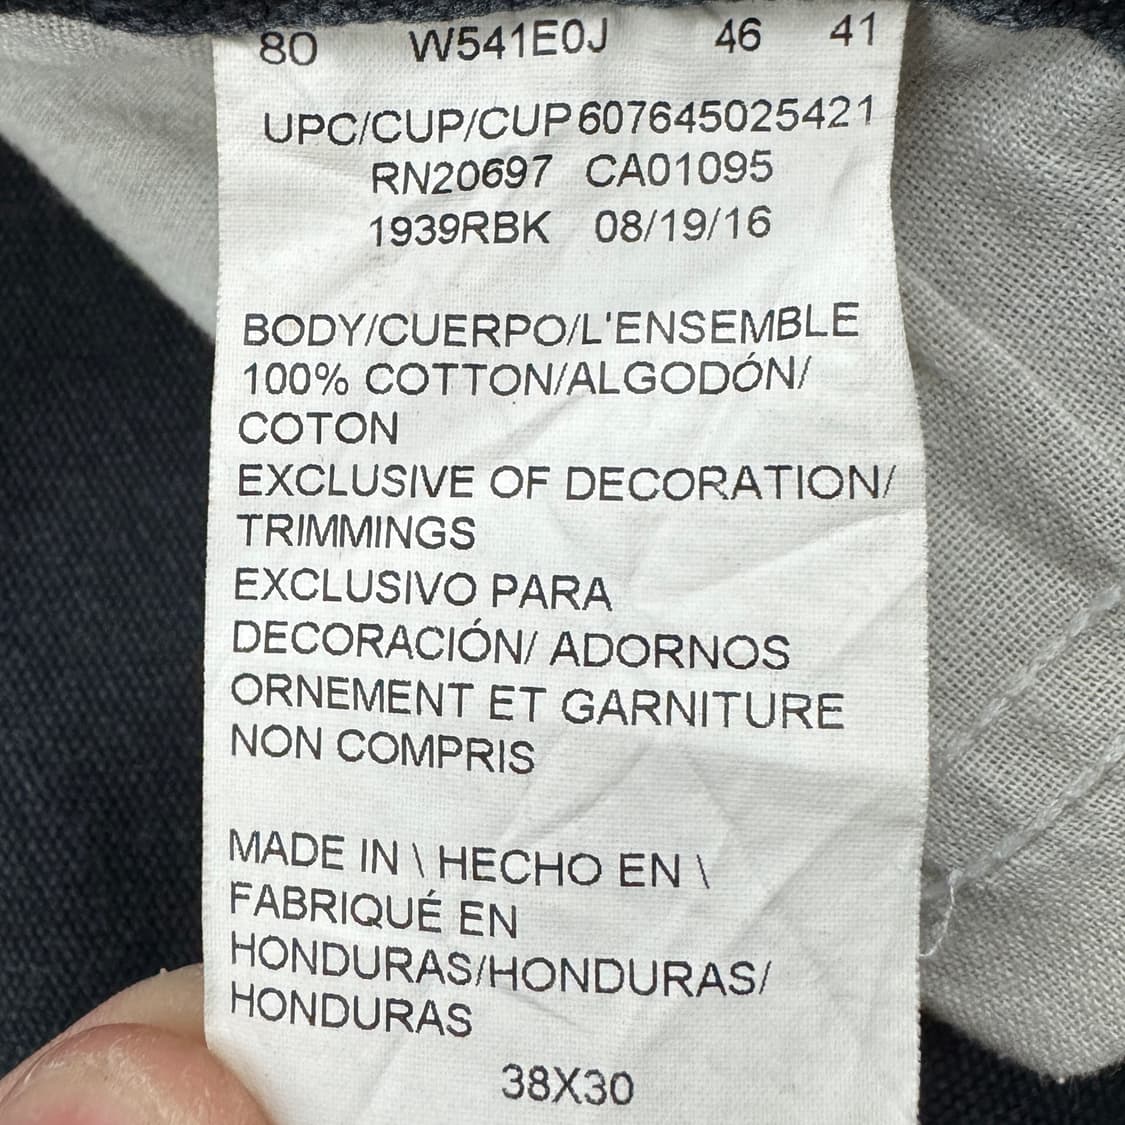 80 W541E0J 46 41
UPC/CUP/CUP607645025421
RN20697 CA01095
1939RBK 08/19/16
BODY/CUERPO/L'ENSEMBLE
100% COTTON/ALGODÓN/
COTON
EXCLUSIVE OF DECORATION/
TRIMMINGS
EXCLUSIVO PARA
DECORACIÓN/ ADORNOS
ORNEMENT ET GARNITURE
NON COMPRIS
MADE IN \ HECHO EN \
FABRIQUÉ EN
HONDURAS/HONDURAS/
HONDURAS
38X30